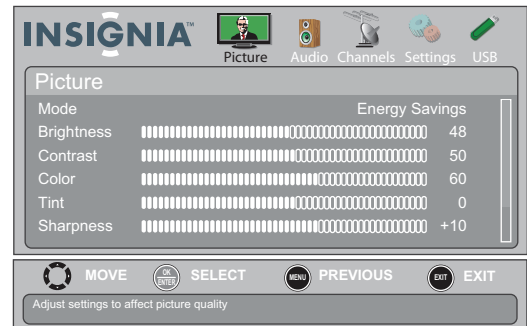 INSIGNIA™
Picture Audio Channels Settings USB
Picture
Mode Energy Savings
Brightness 48
Contrast 50
Color 60
Tint 0
Sharpness +10
MOVE OK ENTER SELECT MENU PREVIOUS EXIT EXIT
Adjust settings to affect picture quality